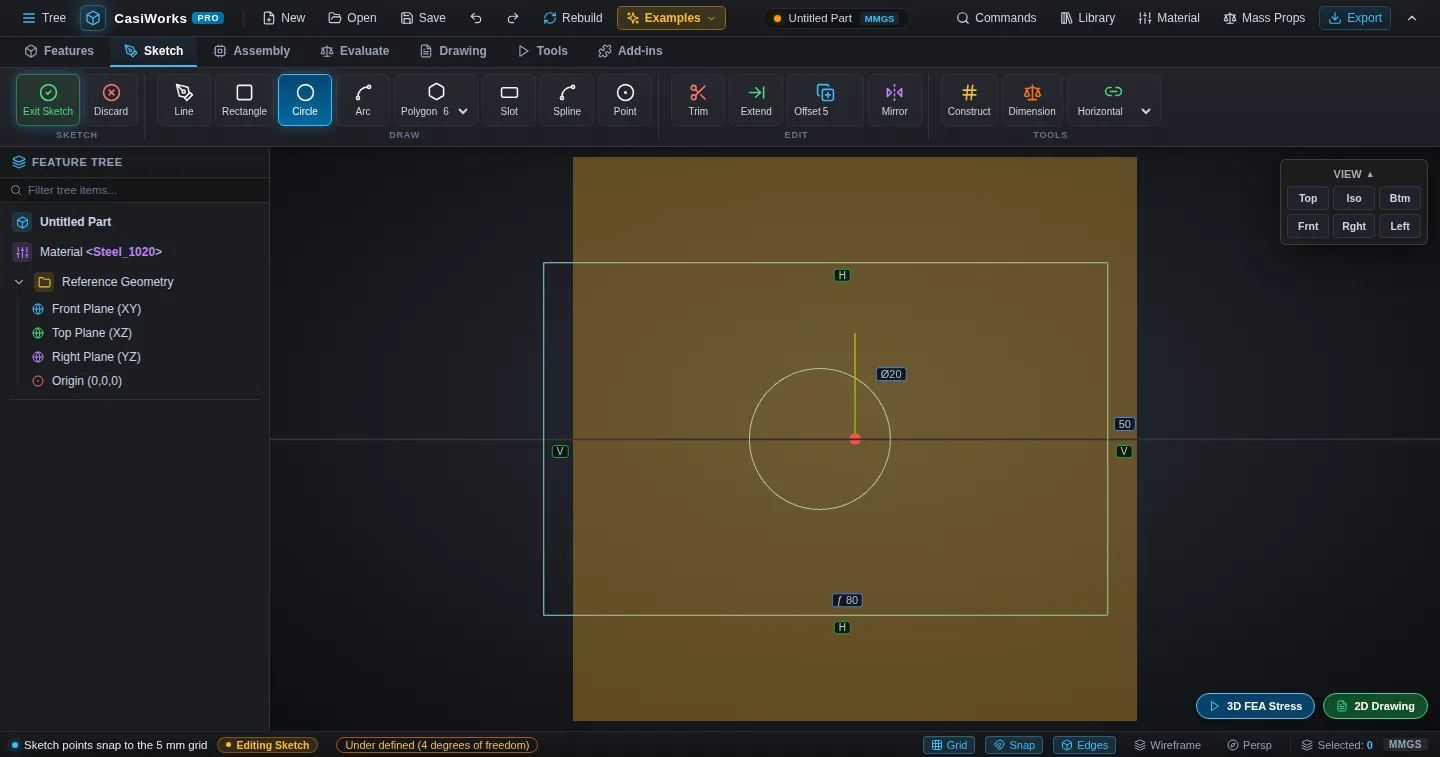 Tree CasiWorks PRO New Open Save Rebuild Examples Untitled Part MMGS Commands Library Material Mass Props Export
Features Sketch Assembly Evaluate Drawing Tools Add-ins
Exit Sketch Discard Line Rectangle Circle Arc Polygon 6 Slot Spline Point Trim Extend Offset 5 Mirror Construct Dimension Horizontal
SKETCH DRAW EDIT TOOLS
FEATURE TREE
Filter tree items...
Untitled Part
Material <Steel_1020>
Reference Geometry
Front Plane (XY)
Top Plane (XZ)
Right Plane (YZ)
Origin (0,0,0)
VIEW ▲
Top Iso Btm
Frnt Rght Left
H
Ø20
50
V V
ƒ 80
H
3D FEA Stress 2D Drawing
Sketch points snap to the 5 mm grid Editing Sketch Under defined (4 degrees of freedom) Grid Snap Edges Wireframe Persp Selected: 0 MMGS